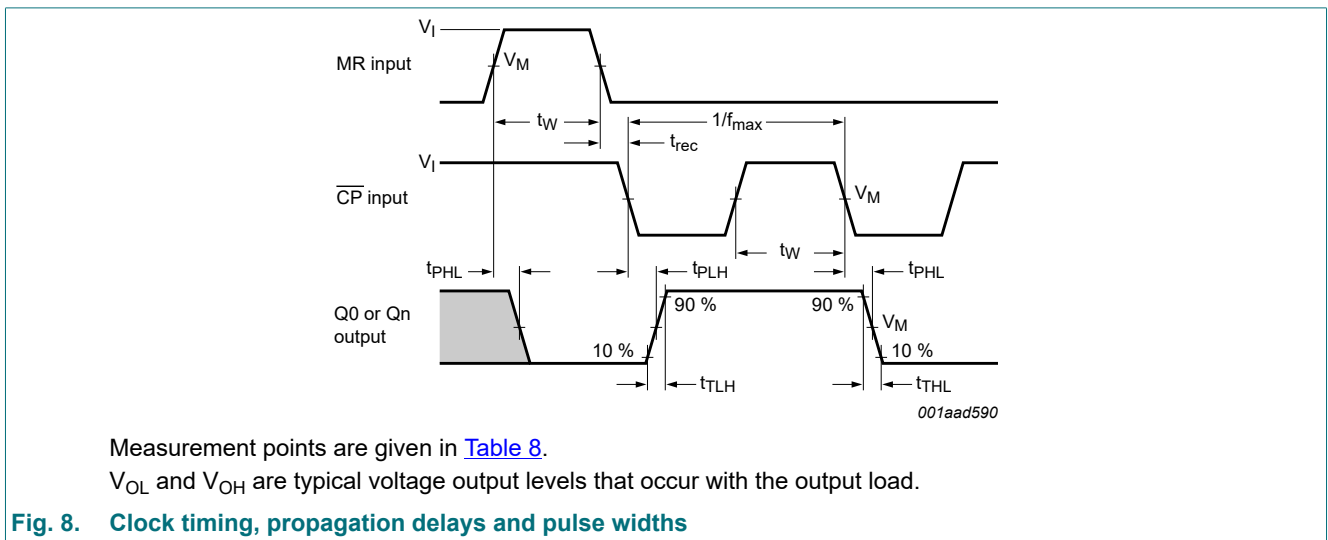 VI
MR input
VM
tW
1/fmax
trec
VI
CP input
VM
tW
tPHL
tPLH
tPHL
Q0 or Qn
output
90 %
90 %
VM
10 %
10 %
tTLH
tTHL
001aad590
Measurement points are given in Table 8.
VOL and VOH are typical voltage output levels that occur with the output load.
Fig. 8. Clock timing, propagation delays and pulse widths